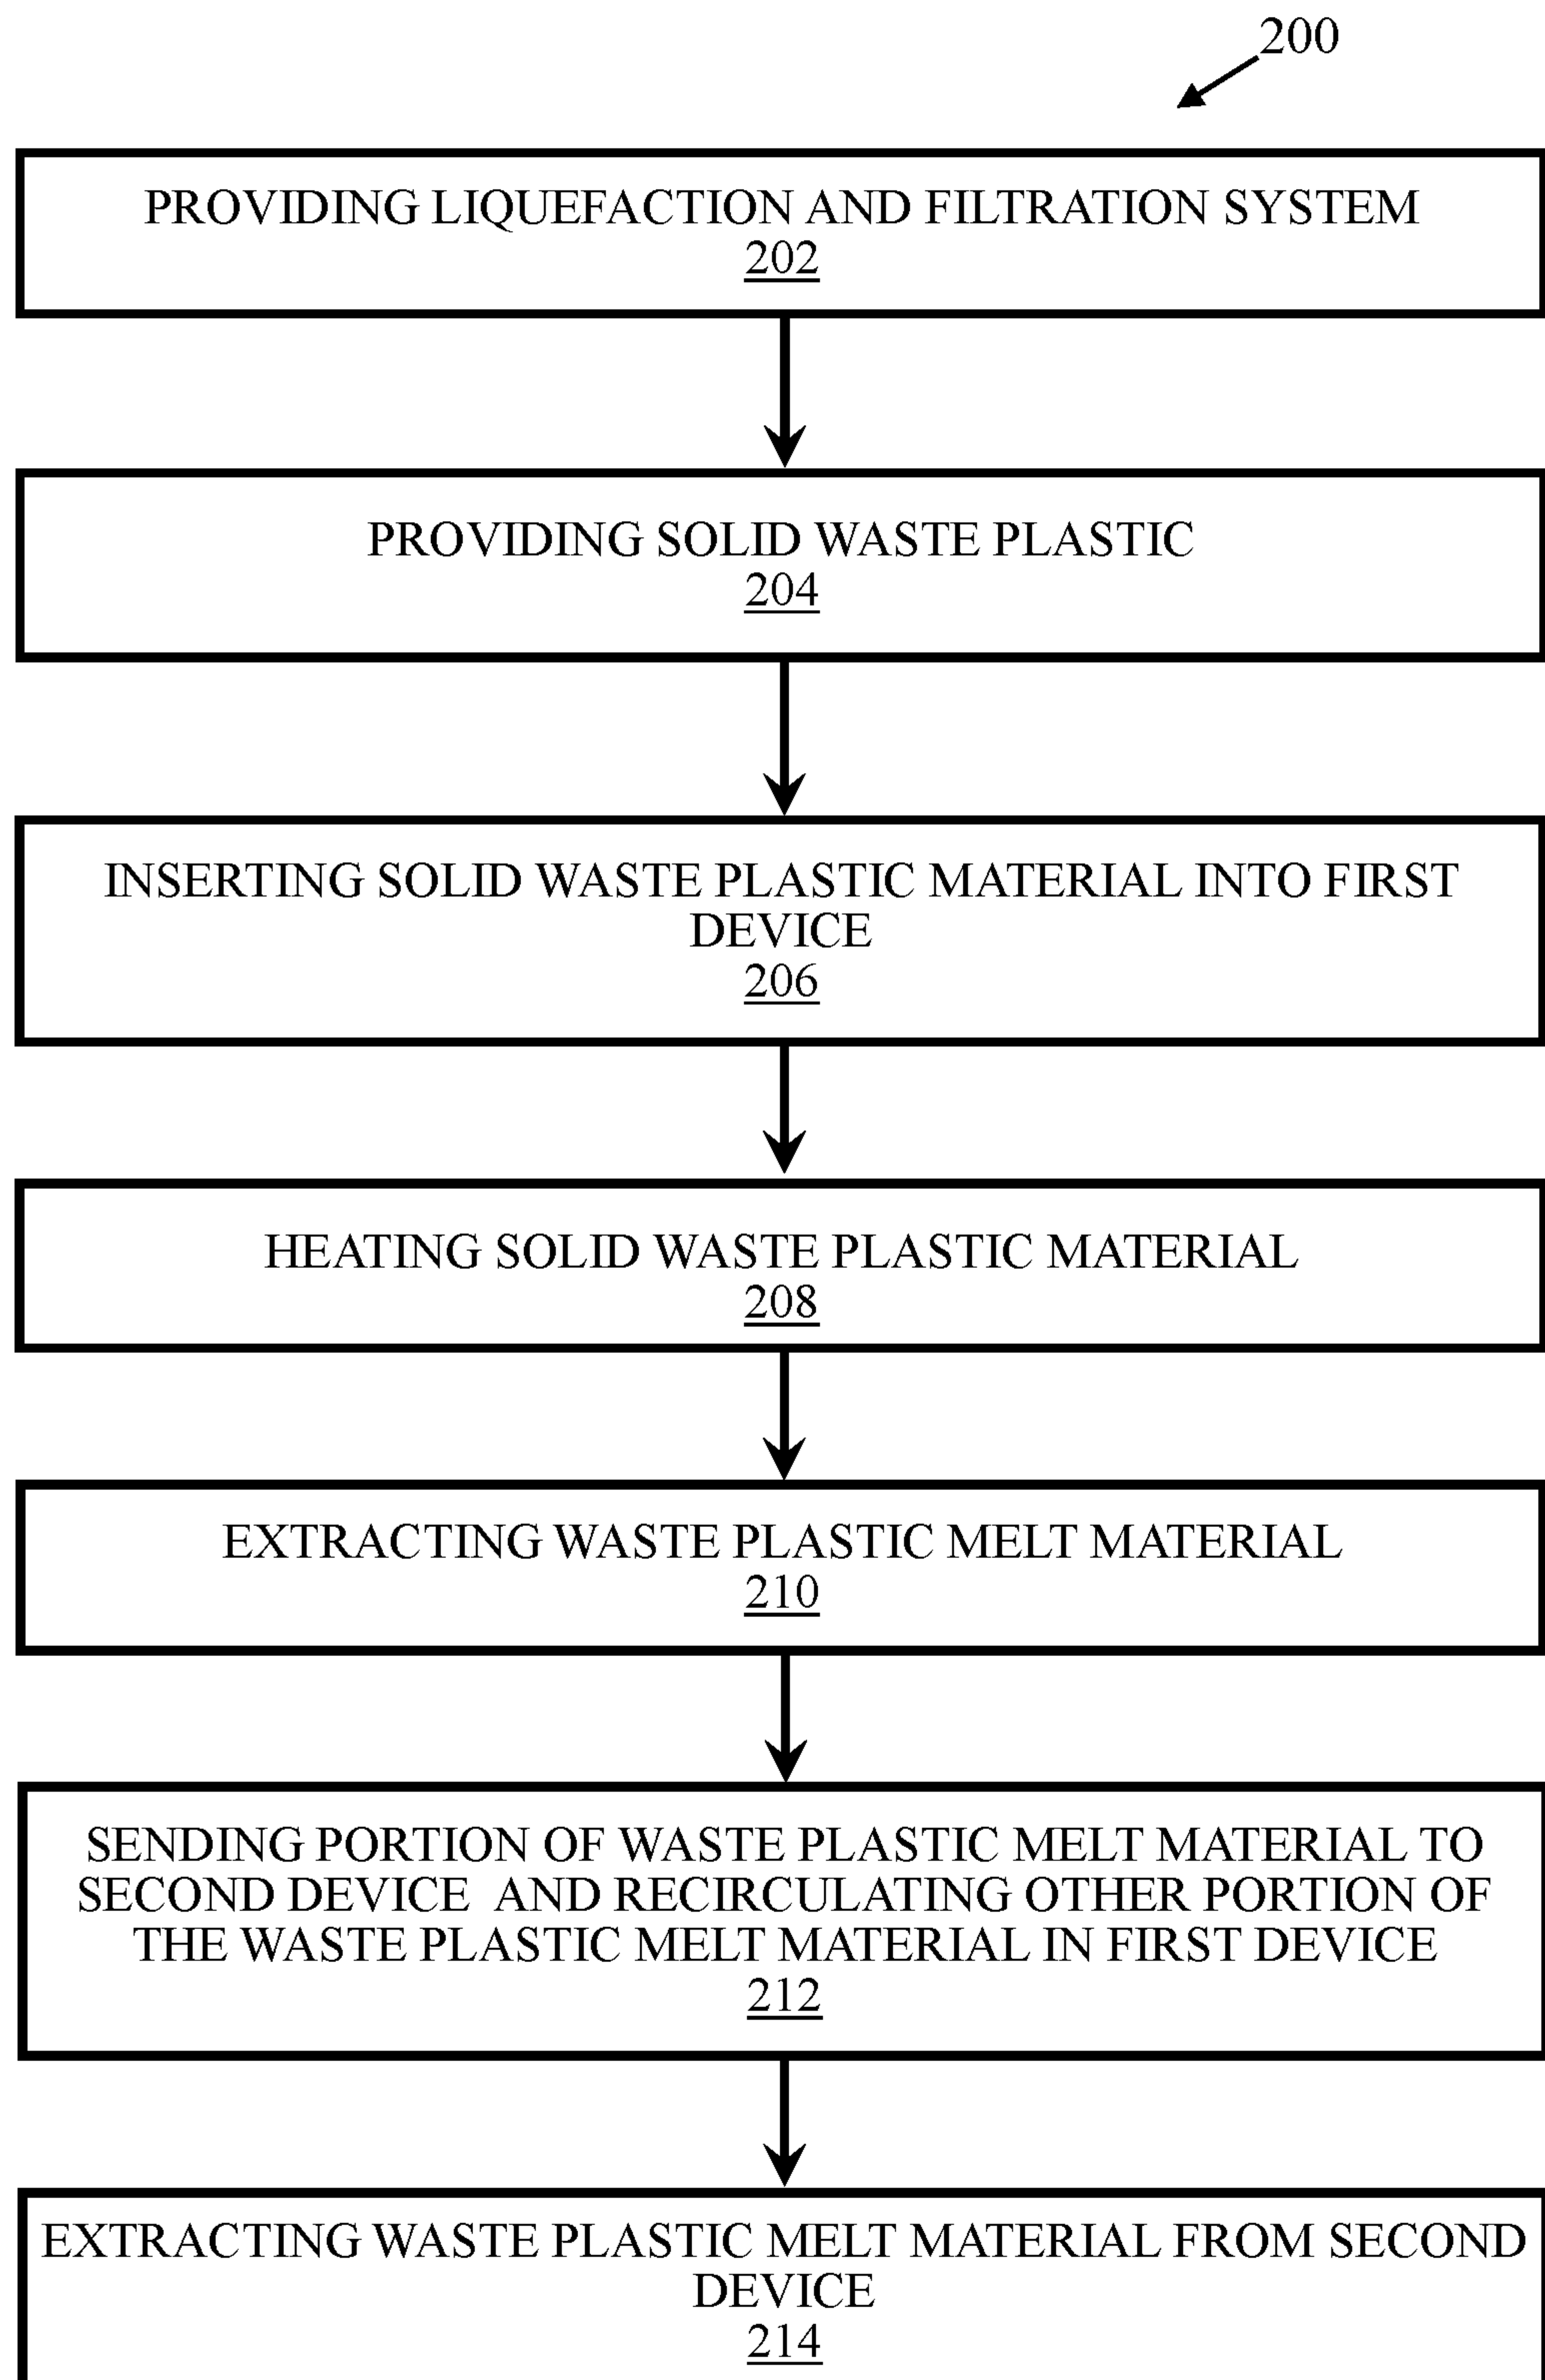 200
PROVIDING LIQUEFACTION AND FILTRATION SYSTEM
202
PROVIDING SOLID WASTE PLASTIC
204
INSERTING SOLID WASTE PLASTIC MATERIAL INTO FIRST
DEVICE
206
HEATING SOLID WASTE PLASTIC MATERIAL
208
EXTRACTING WASTE PLASTIC MELT MATERIAL
210
SENDING PORTION OF WASTE PLASTIC MELT MATERIAL TO
SECOND DEVICE AND RECIRCULATING OTHER PORTION OF
THE WASTE PLASTIC MELT MATERIAL IN FIRST DEVICE
212
EXTRACTING WASTE PLASTIC MELT MATERIAL FROM SECOND
DEVICE
214